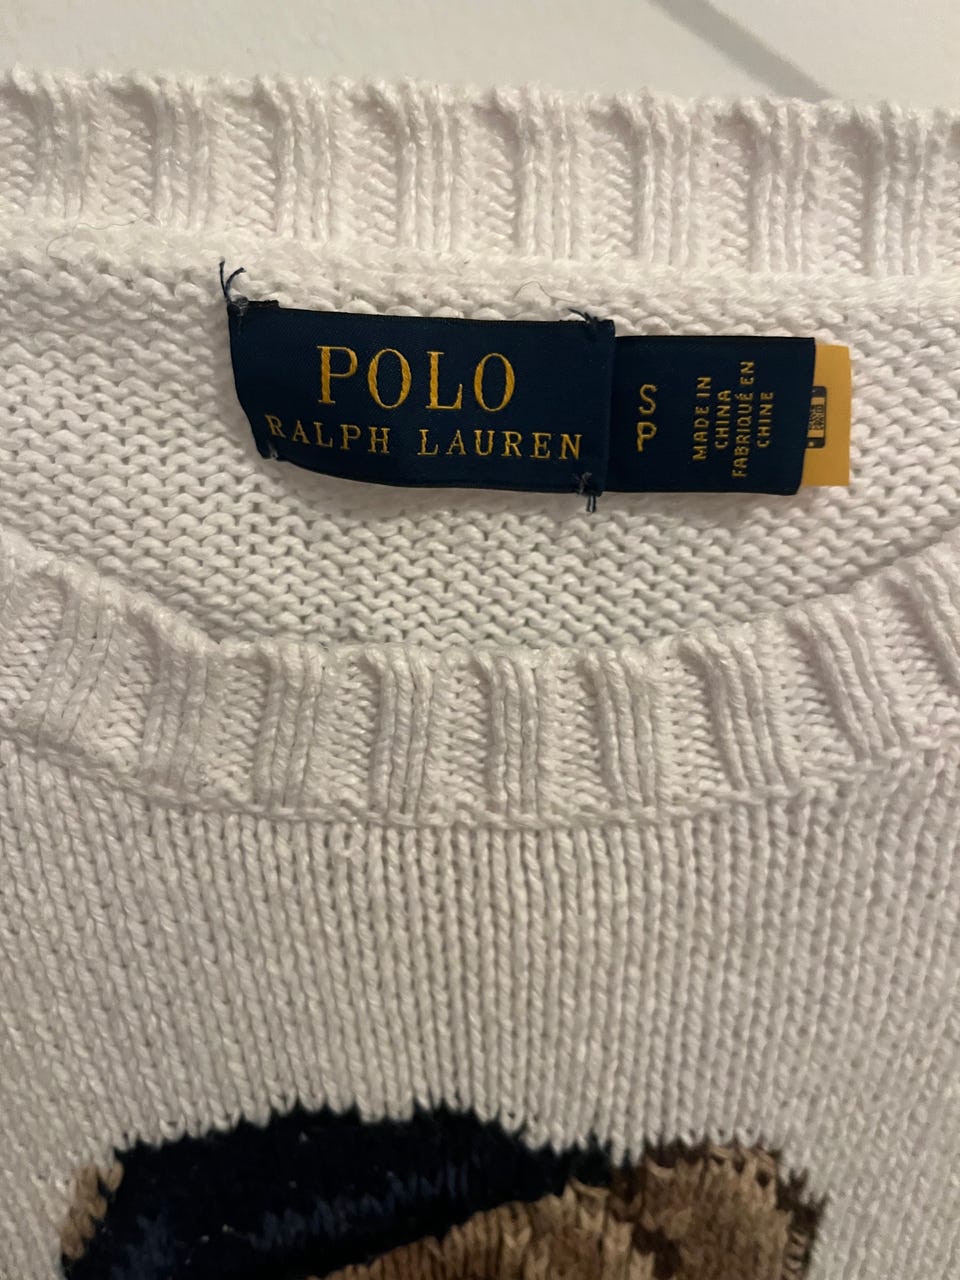 POLO
RALPH LAUREN
S
P
MADE IN
CHINA
FABRIQUÉ EN
CHINE